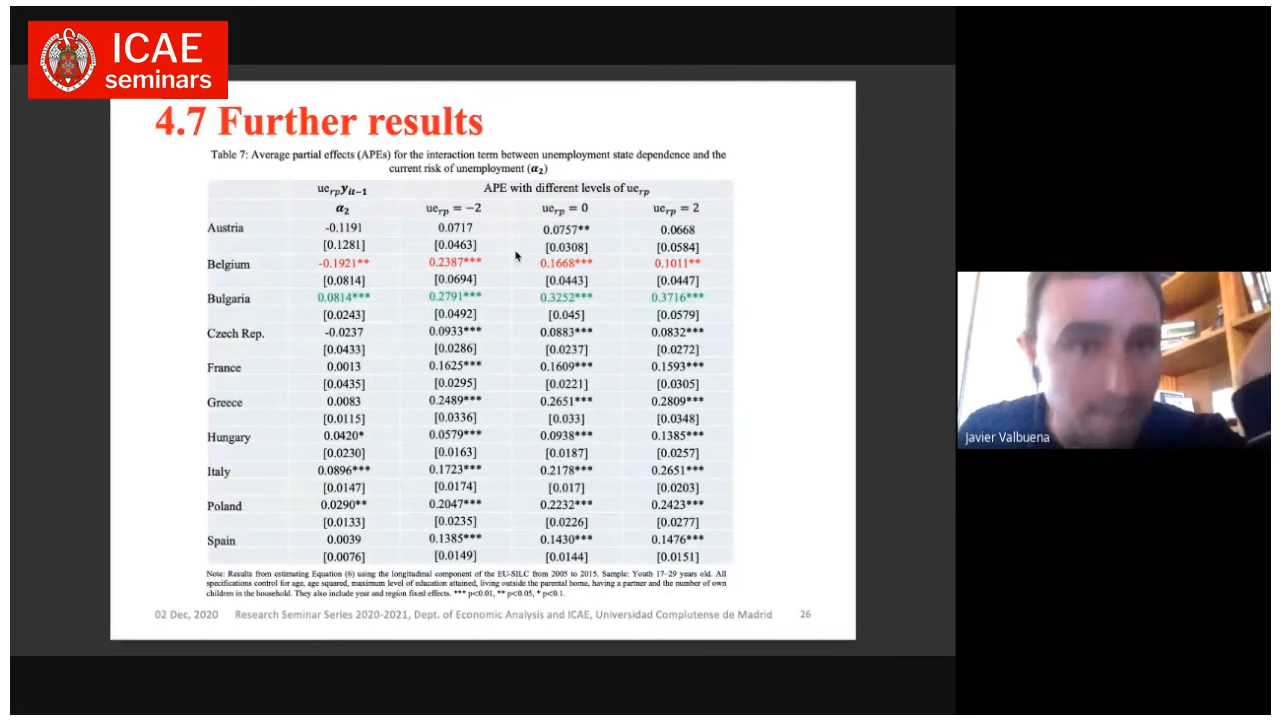 ICAE
seminars
4.7 Further results
Table 7: Average partial effects (APEs) for the interaction term between unemployment state dependence and the
current risk of unemployment (α₂)
ue_rp y_it−1 APE with different levels of ue_rp
α₂ ue_rp = −2 ue_rp = 0 ue_rp = 2
Austria -0.1191 0.0717 0.0757** 0.0668
[0.1281] [0.0463] [0.0308] [0.0584]
Belgium -0.1921** 0.2387*** 0.1668*** 0.1011**
[0.0814] [0.0694] [0.0443] [0.0447]
Bulgaria 0.0814*** 0.2791*** 0.3252*** 0.3716***
[0.0243] [0.0492] [0.045] [0.0579]
Czech Rep. -0.0237 0.0933*** 0.0883*** 0.0832***
[0.0433] [0.0286] [0.0237] [0.0272]
France 0.0013 0.1625*** 0.1609*** 0.1593***
[0.0435] [0.0295] [0.0221] [0.0305]
Greece 0.0083 0.2489*** 0.2651*** 0.2809***
[0.0115] [0.0336] [0.033] [0.0348]
Hungary 0.0420* 0.0579*** 0.0938*** 0.1385***
[0.0230] [0.0163] [0.0187] [0.0257]
Italy 0.0896*** 0.1723*** 0.2178*** 0.2651***
[0.0147] [0.0174] [0.017] [0.0203]
Poland 0.0290** 0.2047*** 0.2232*** 0.2423***
[0.0133] [0.0235] [0.0226] [0.0277]
Spain 0.0039 0.1385*** 0.1430*** 0.1476***
[0.0076] [0.0149] [0.0144] [0.0151]
Note: Results from estimating Equation (6) using the longitudinal component of the EU-SILC from 2005 to 2015. Sample: Youth 17-29 years old. All
specifications control for age, age squared, maximum level of education attained, living outside the parental home, having a partner and the number of own
children in the household. They also include year and region fixed effects. *** p<0.01, ** p<0.05, * p<0.1.
02 Dec, 2020 Research Seminar Series 2020-2021, Dept. of Economic Analysis and ICAE, Universidad Complutense de Madrid 26
Javier Valbuena